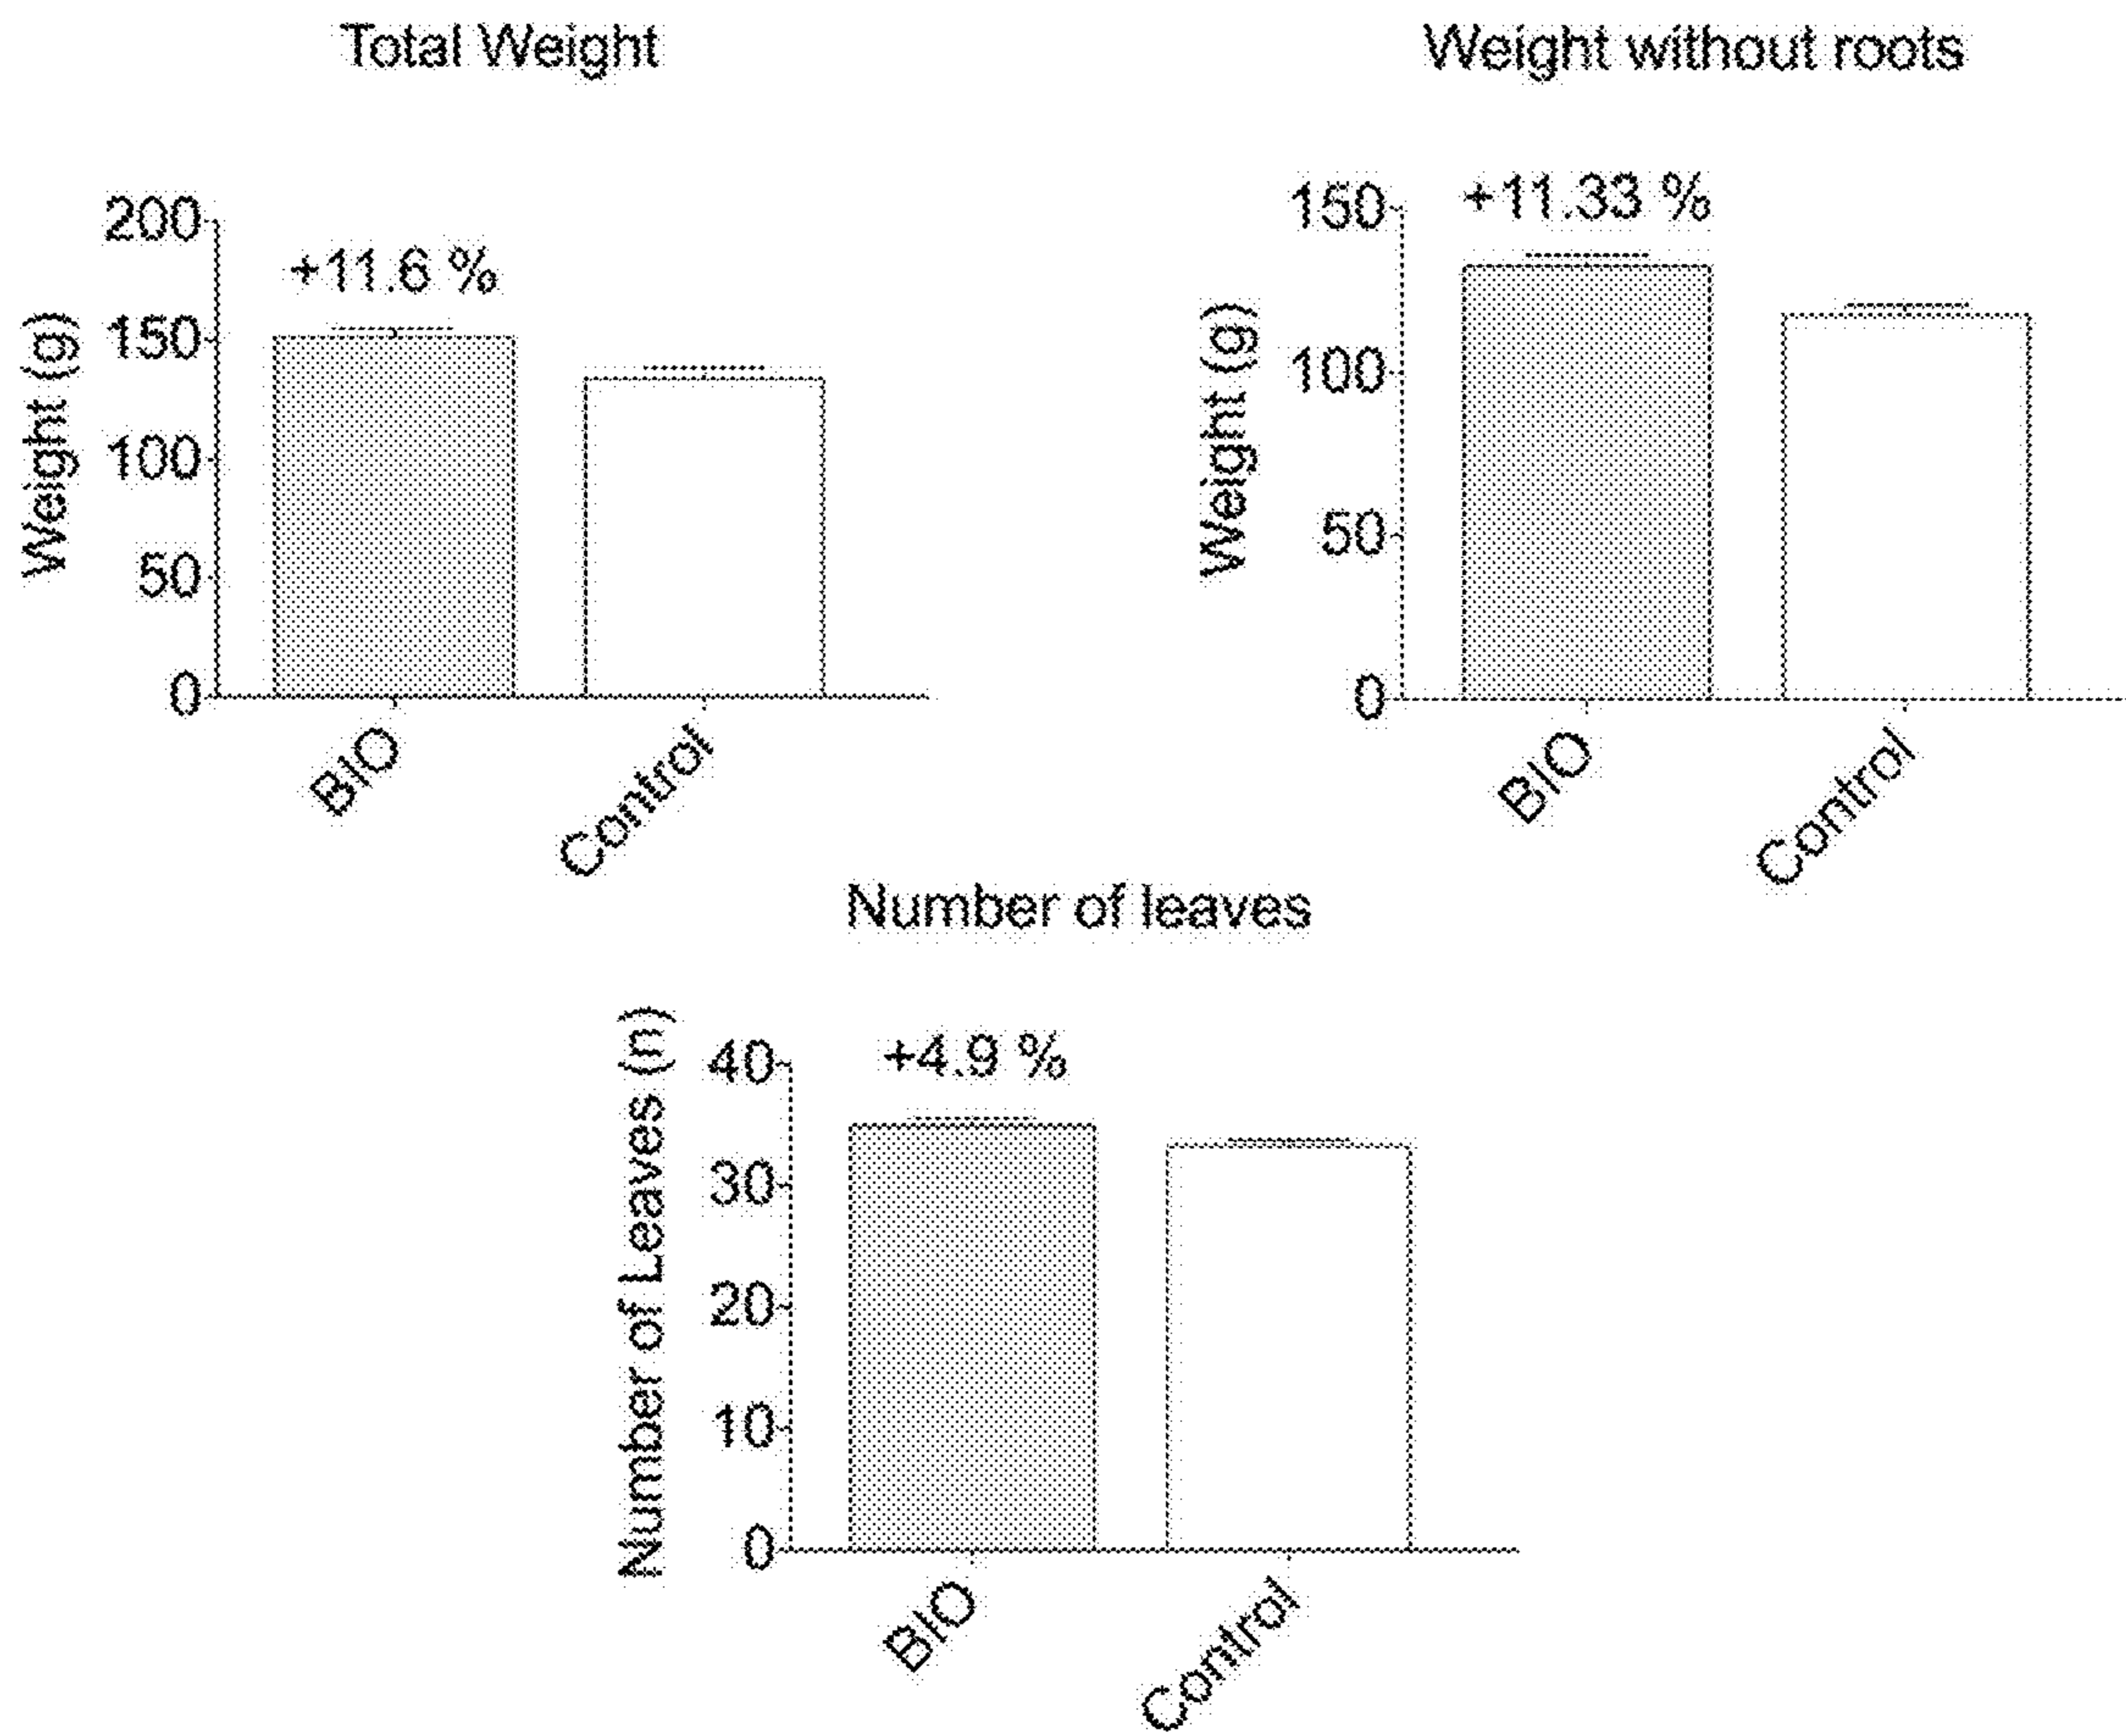 Total Weight
Weight (g)
200
150
100
50
0
+11.6 %
BIO
Control
Weight without roots
Weight (g)
150
100
50
0
+11.33 %
BIO
Control
Number of leaves
Number of Leaves (n)
40
30
20
10
0
+4.9 %
BIO
Control